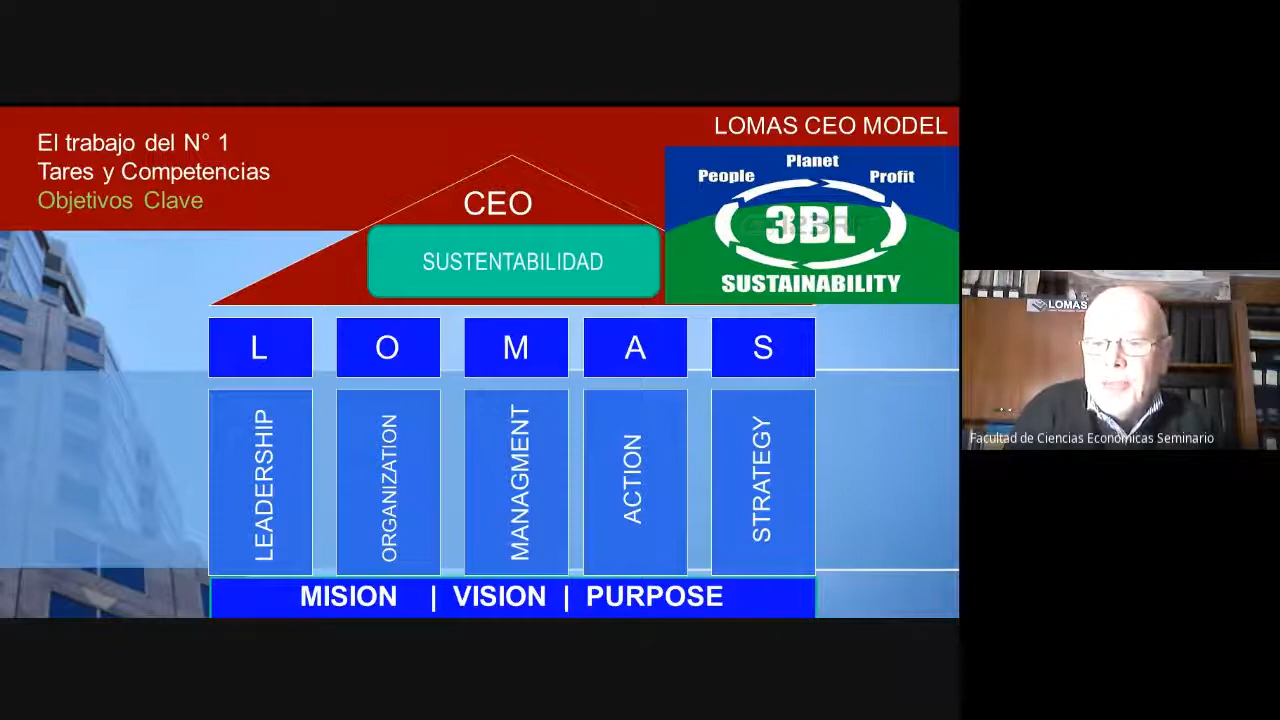 El trabajo del N° 1
Tares y Competencias
Objetivos Clave
LOMAS CEO MODEL
Planet
People
Profit
3BL
SUSTAINABILITY
CEO
SUSTENTABILIDAD
L O M A S
LEADERSHIP
ORGANIZATION
MANAGMENT
ACTION
STRATEGY
MISION | VISION | PURPOSE
LOMAS
Facultad de Ciencias Económicas Seminario